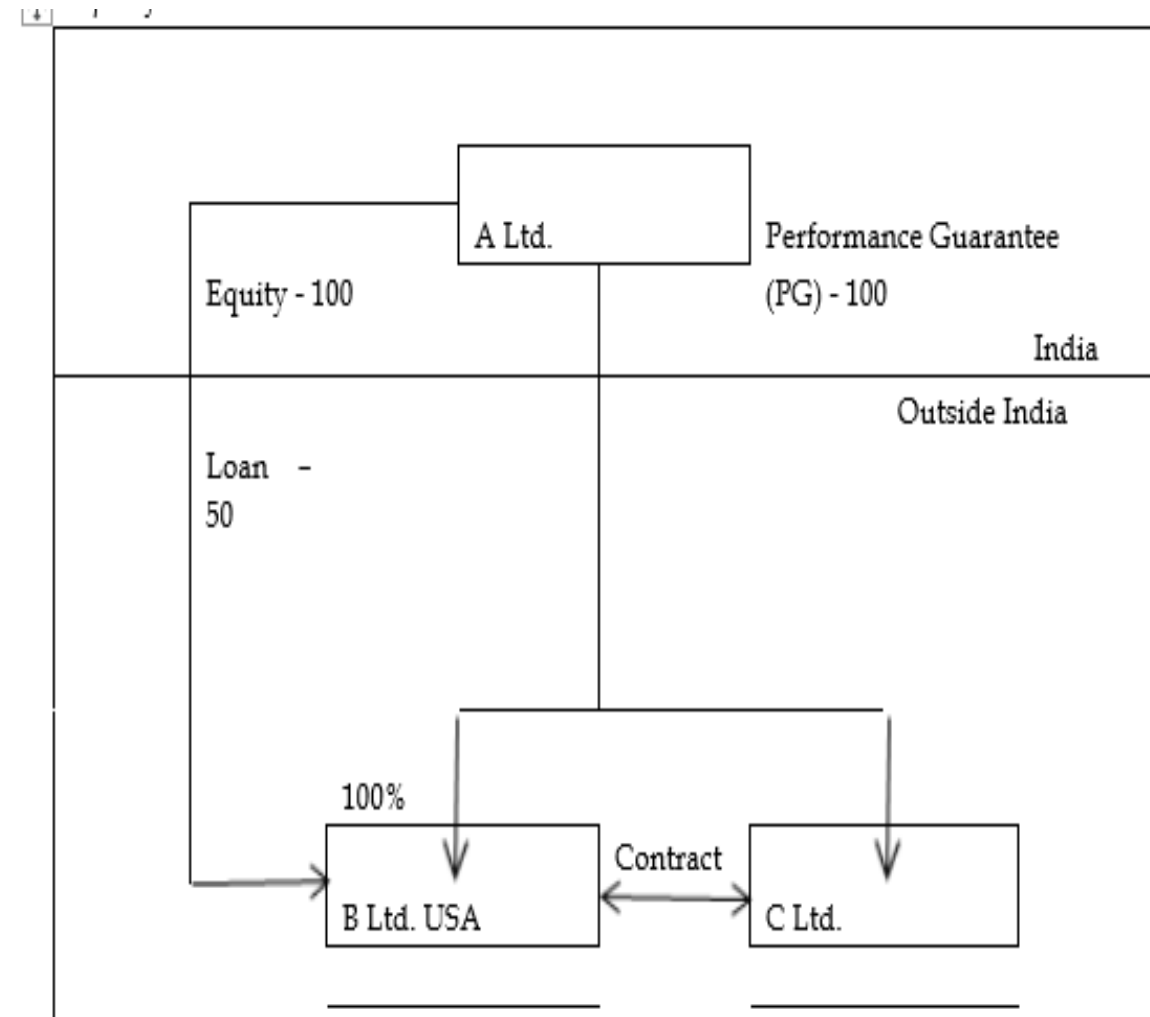 A Ltd.
Performance Guarantee
(PG) - 100
Equity - 100
India
Outside India
Loan –
50
100%
Contract
B Ltd. USA
C Ltd.